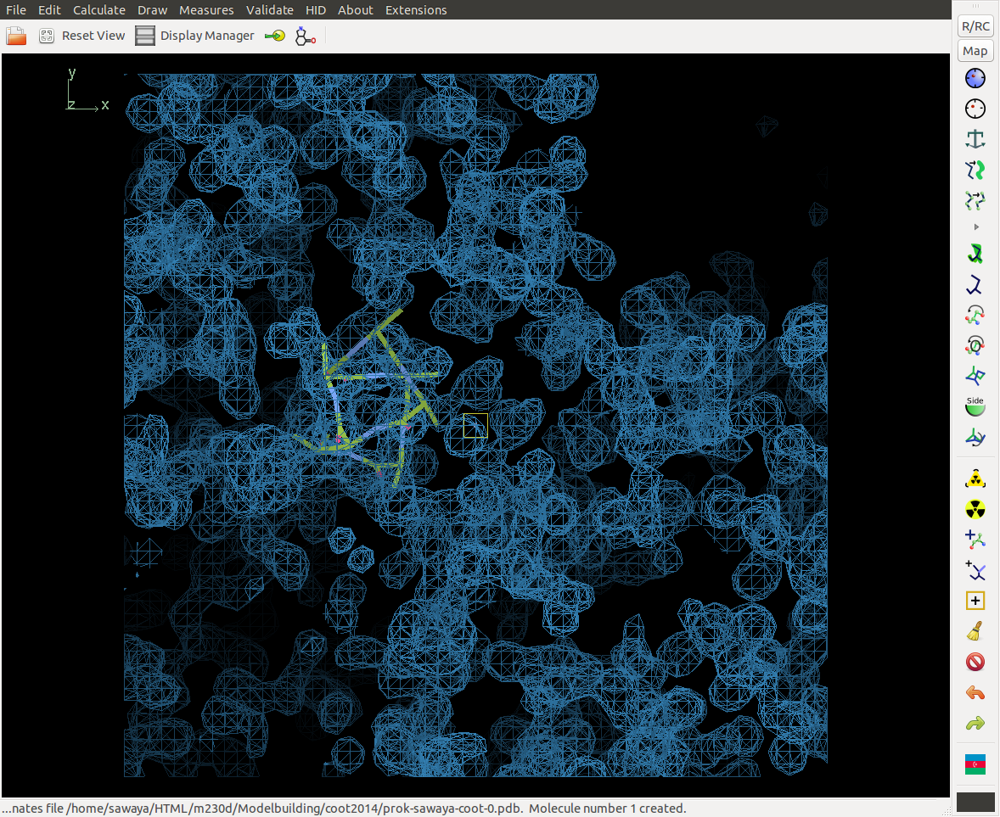 File Edit Calculate Draw Measures Validate HID About Extensions
R/RC
Reset View Display Manager
Map
y
z x
Side
...nates file /home/sawaya/HTML/m230d/Modelbuilding/coot2014/prok-sawaya-coot-0.pdb. Molecule number 1 created.